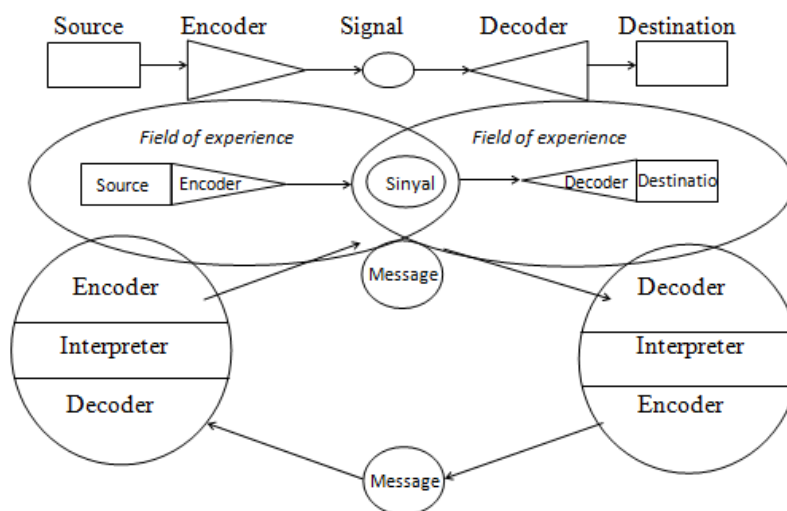 Source Encoder Signal Decoder Destination
Field of experience Field of experience
Source Encoder Sinyal Decoder Destinatio
Message
Encoder Decoder
Interpreter Interpreter
Decoder Encoder
Message